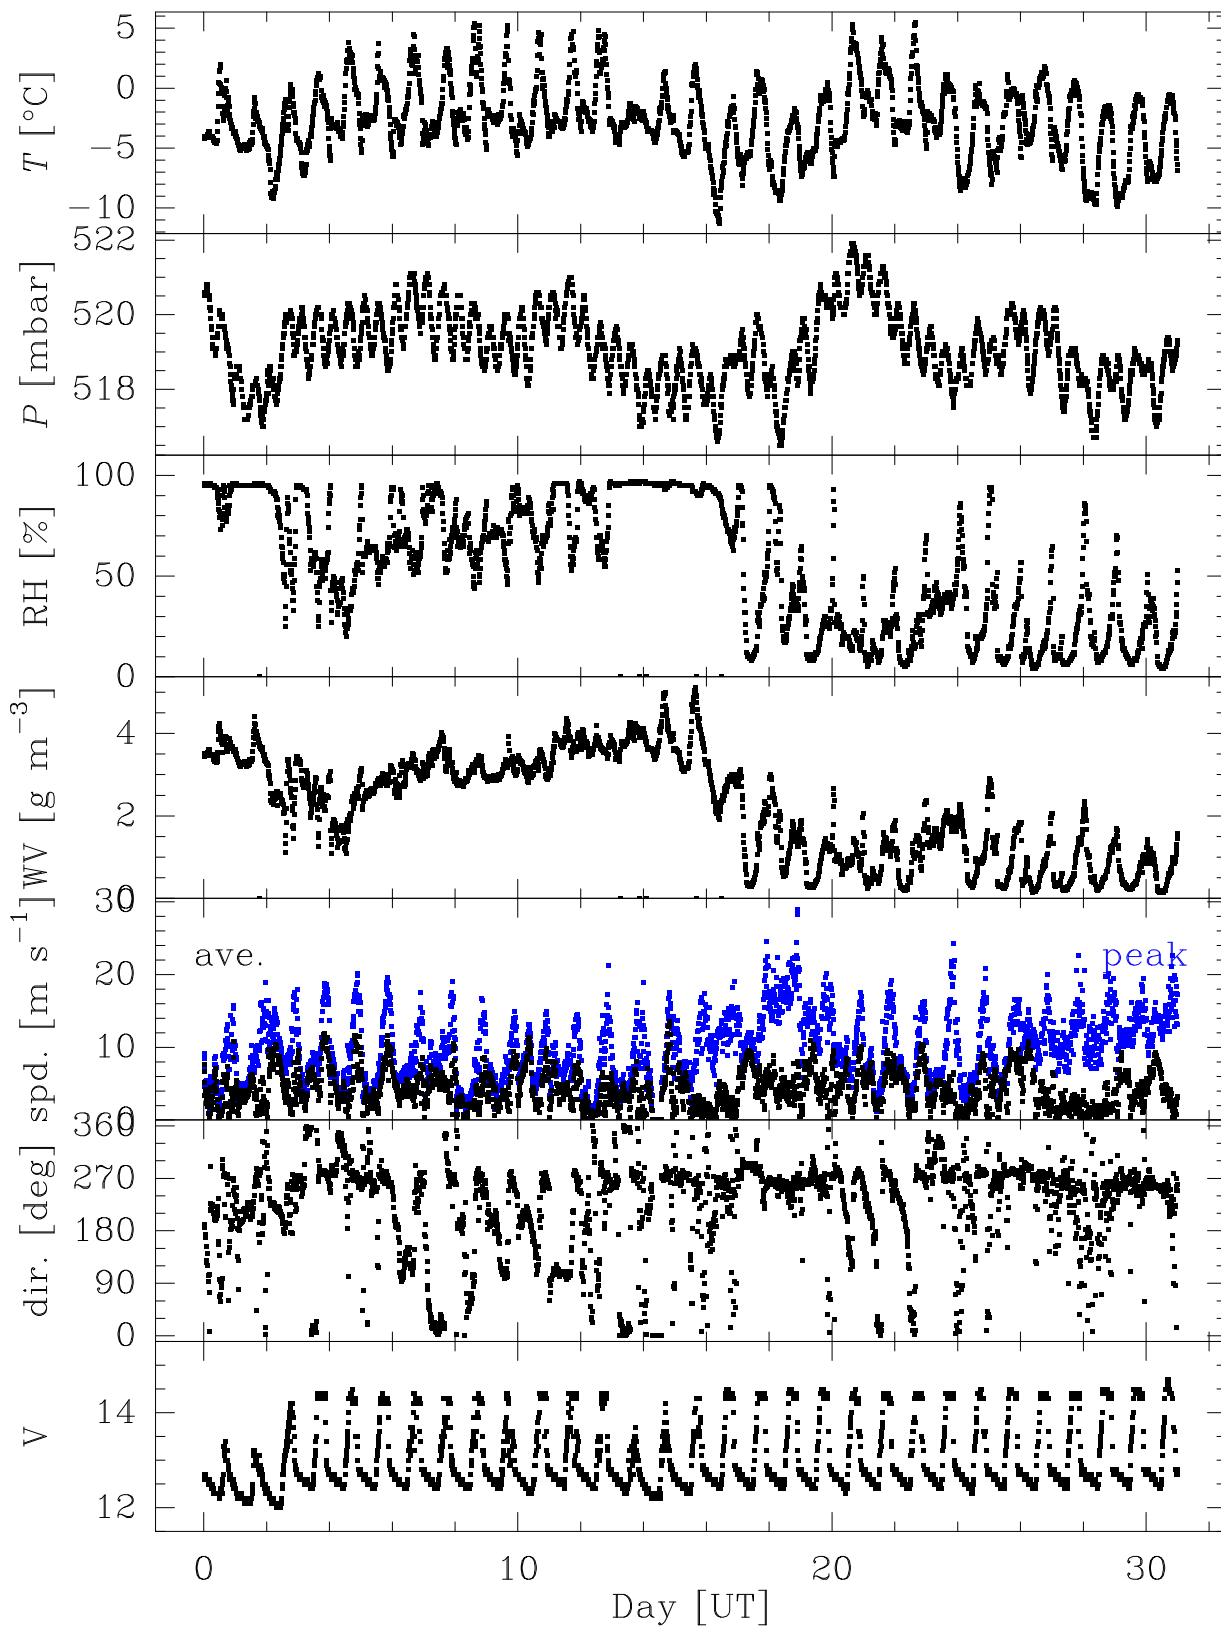 T [°C]
5
0
−5
−10
P [mbar]
522
520
518
RH [%]
100
50
0
WV [g m−3]
4
2
0
spd. [m s−1]
30
20
10
0
ave.
peak
dir. [deg]
360
270
180
90
0
V
14
12
0 10 20 30
Day [UT]